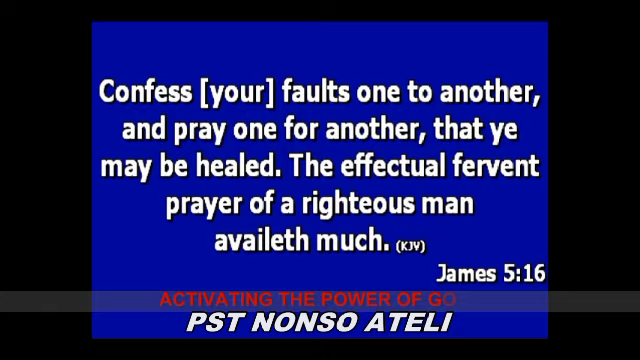 Confess [your] faults one to another,
and pray one for another, that ye
may be healed. The effectual fervent
prayer of a righteous man
availeth much. (KJV)
James 5:16
ACTIVATING THE POWER OF GO
PST NONSO ATELI